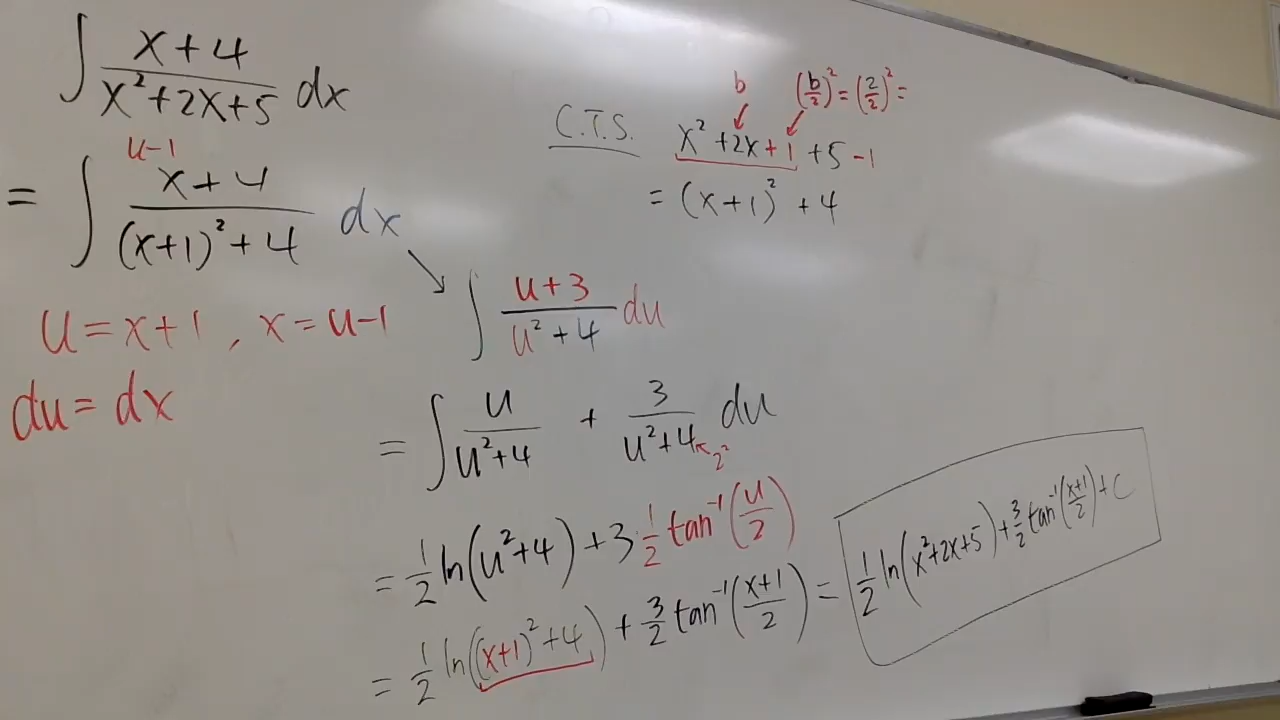 ∫ (x+4)/(x²+2x+5) dx
u-1
= ∫ (x+4)/((x+1)²+4) dx
u = x+1, x = u-1
du = dx
b (b/2)² = (2/2)² =
C.T.S. x² + 2x + 1 + 5 - 1
= (x+1)² + 4
∫ (u+3)/(u²+4) du
= ∫ u/(u²+4) + 3/(u²+4) du
2²
= 1/2 ln(u²+4) + 3 1/2 tan⁻¹(u/2)
= 1/2 ln((x+1)²+4) + 3/2 tan⁻¹((x+1)/2) = 1/2 ln(x²+2x+5) + 3/2 tan⁻¹((x+1)/2) + C